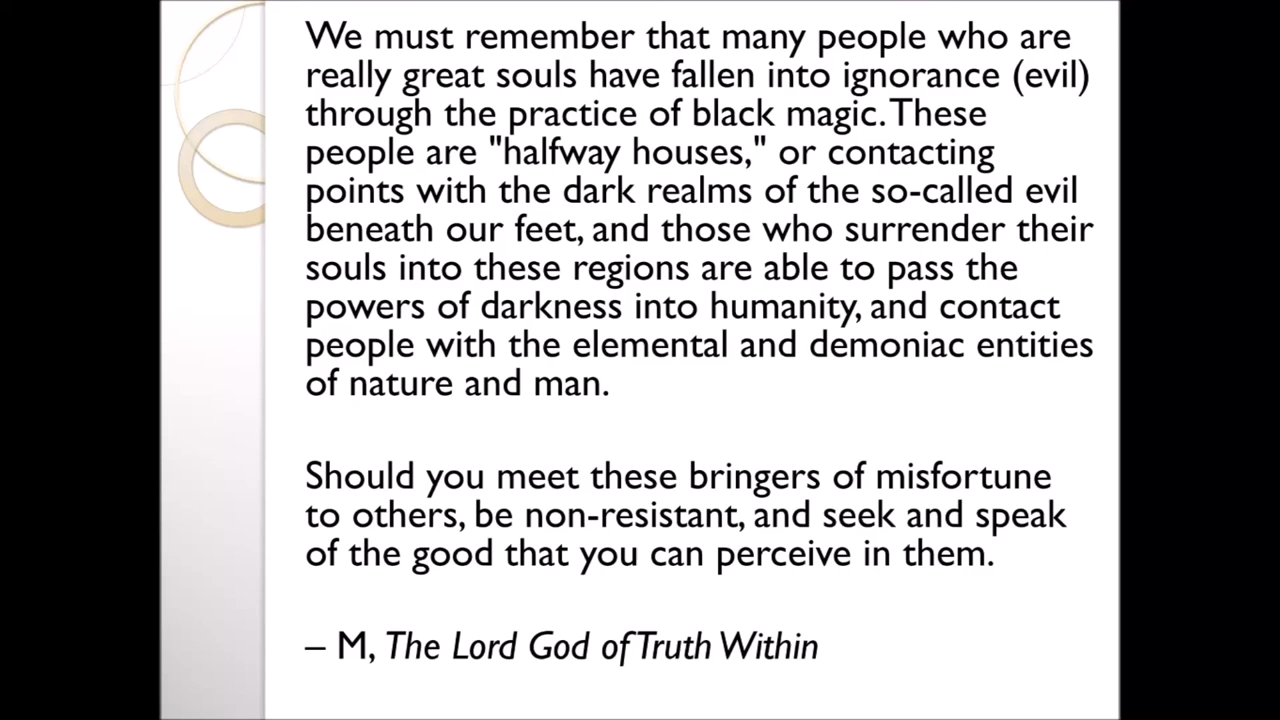 We must remember that many people who are
really great souls have fallen into ignorance (evil)
through the practice of black magic. These
people are "halfway houses," or contacting
points with the dark realms of the so-called evil
beneath our feet, and those who surrender their
souls into these regions are able to pass the
powers of darkness into humanity, and contact
people with the elemental and demoniac entities
of nature and man.
Should you meet these bringers of misfortune
to others, be non-resistant, and seek and speak
of the good that you can perceive in them.
– M, The Lord God of Truth Within